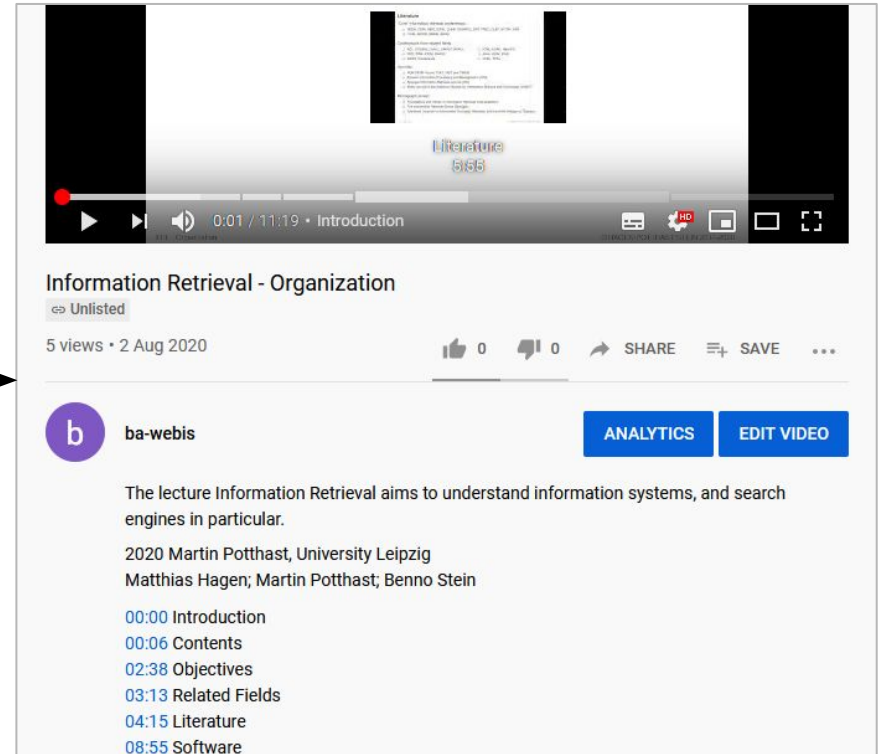 Literature
Literature
5:55
0:01 / 11:19 • Introduction
HD
Information Retrieval - Organization
Unlisted
5 views • 2 Aug 2020
0 0 SHARE SAVE
b
ba-webis
ANALYTICS EDIT VIDEO
The lecture Information Retrieval aims to understand information systems, and search
engines in particular.
2020 Martin Potthast, University Leipzig
Matthias Hagen; Martin Potthast; Benno Stein
00:00 Introduction
00:06 Contents
02:38 Objectives
03:13 Related Fields
04:15 Literature
08:55 Software